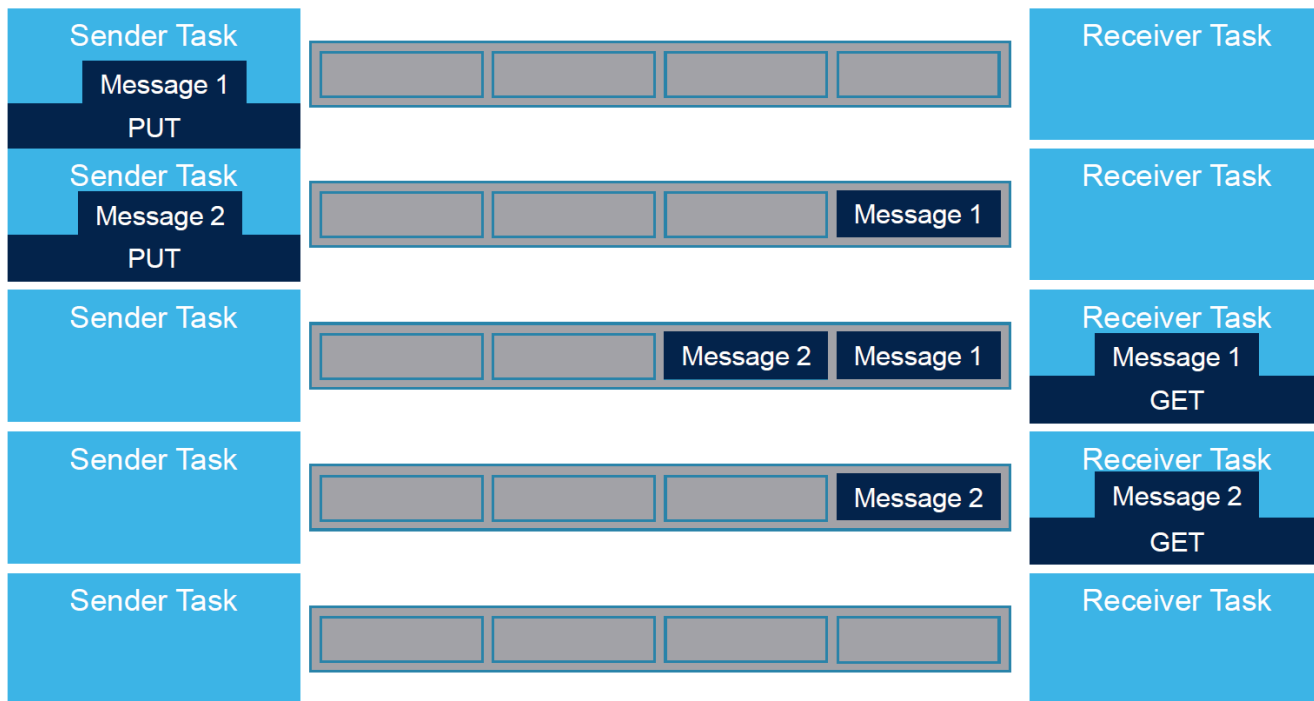 Sender Task
Receiver Task
Message 1
PUT
Sender Task
Receiver Task
Message 2
Message 1
PUT
Sender Task
Receiver Task
Message 2
Message 1
Message 1
GET
Sender Task
Receiver Task
Message 2
Message 2
GET
Sender Task
Receiver Task